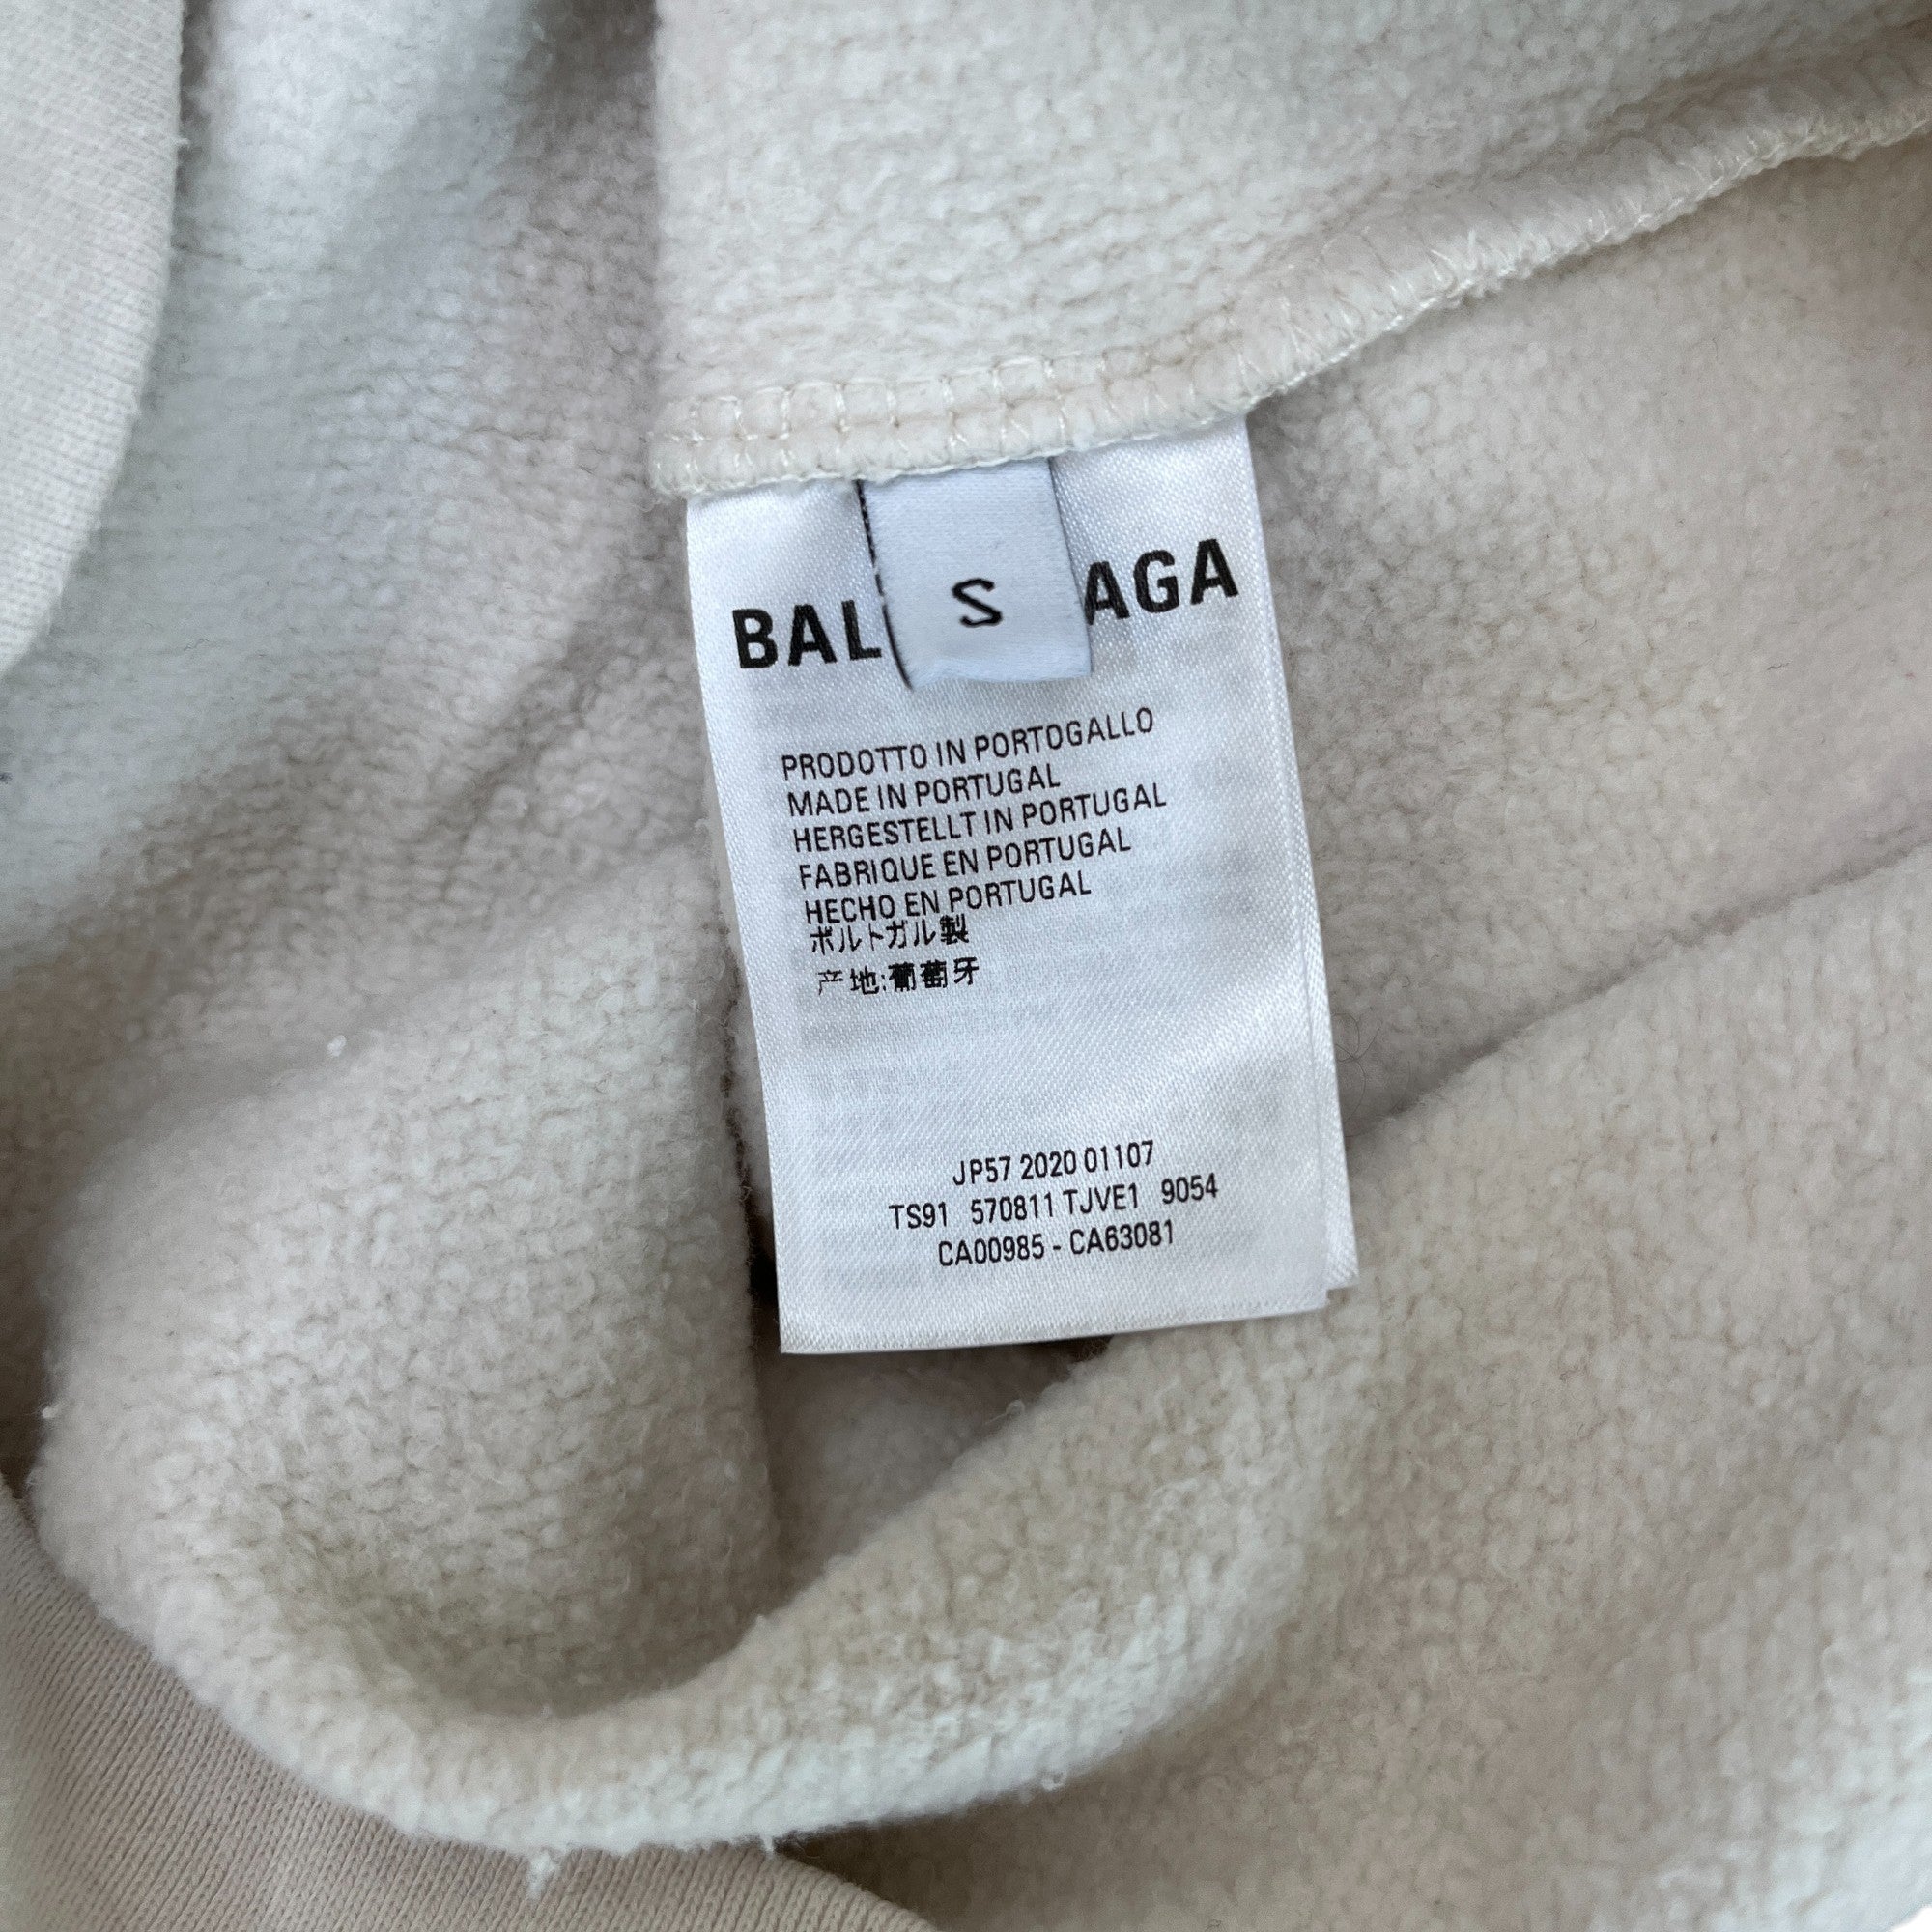 BAL S AGA
PRODOTTO IN PORTOGALLO
MADE IN PORTUGAL
HERGESTELLT IN PORTUGAL
FABRIQUE EN PORTUGAL
HECHO EN PORTUGAL
ポルトガル製
产地:葡萄牙
JP57 2020 01107
TS91 570811 TJVE1 9054
CA00985 - CA63081